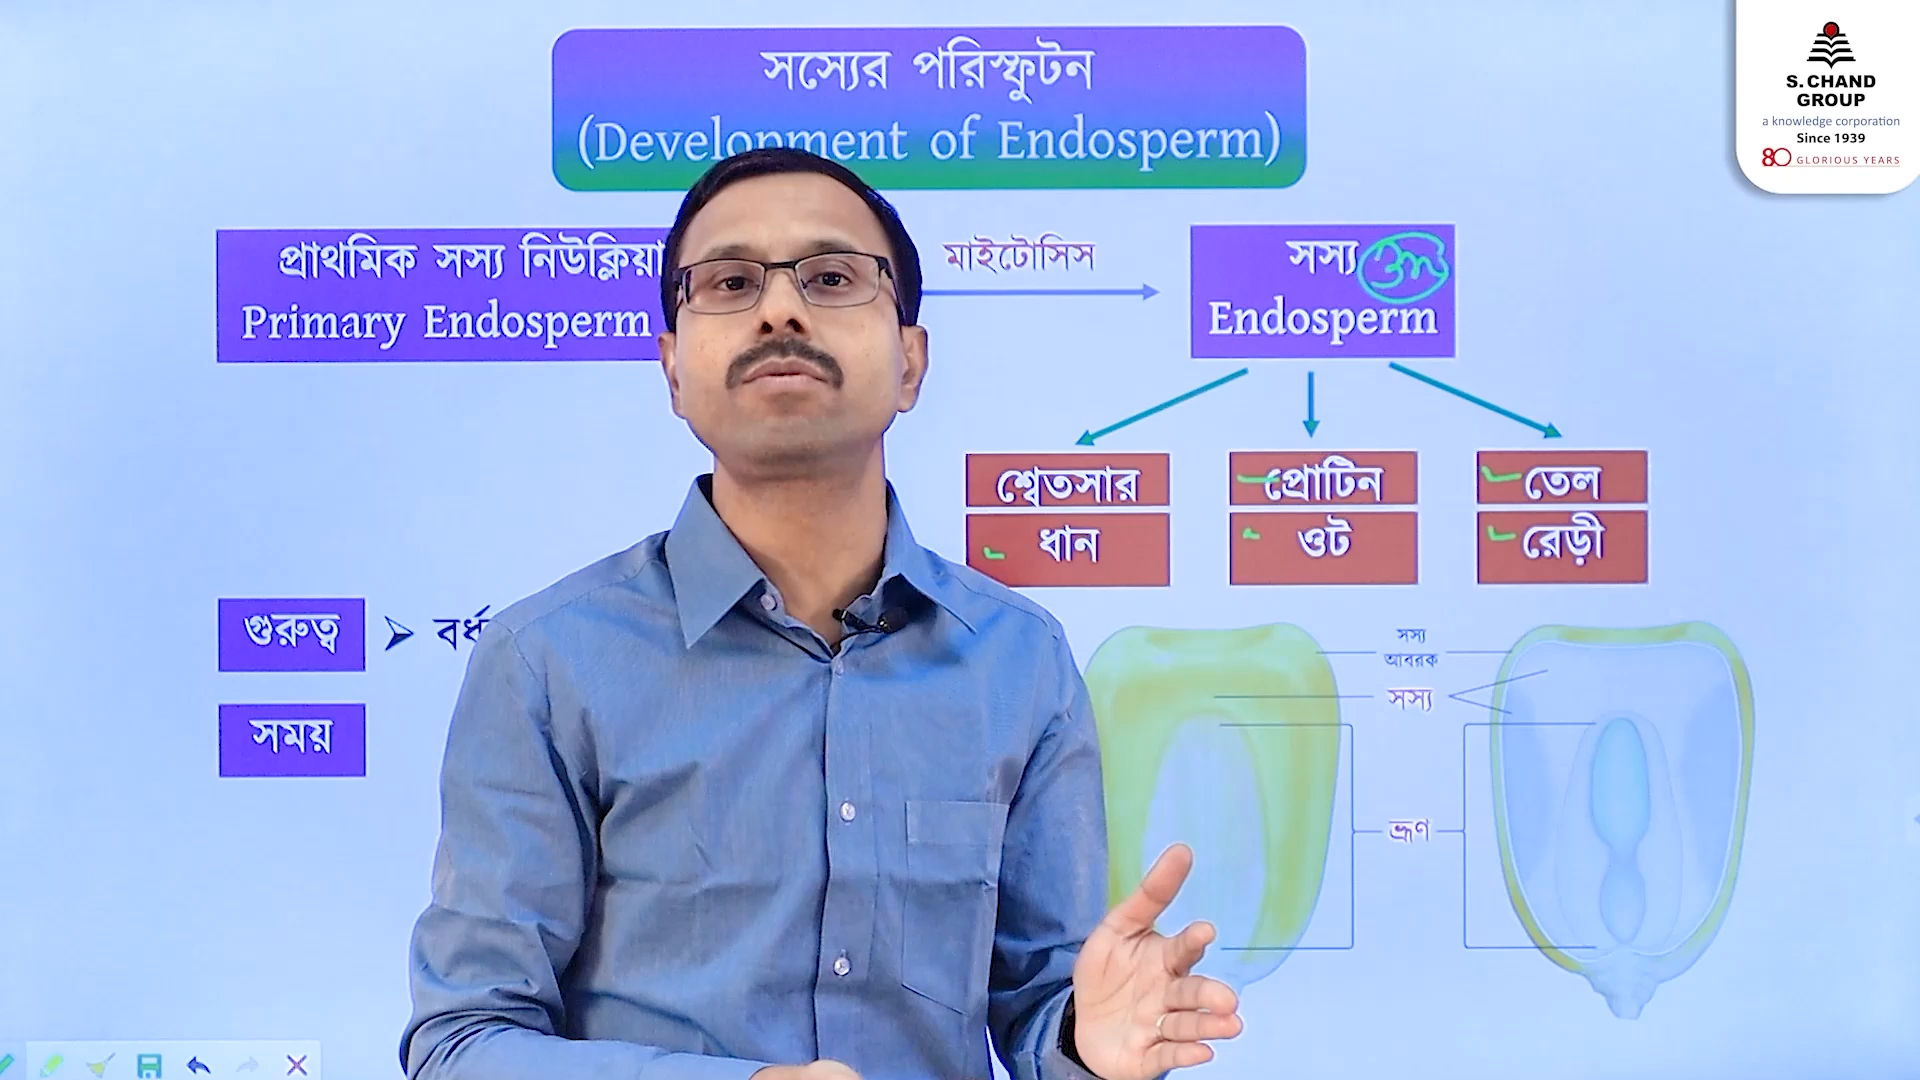 সস্যের পরিস্ফুটন
(Development of Endosperm)
S. CHAND
GROUP
a knowledge corporation
Since 1939
80 GLORIOUS YEARS
প্রাথমিক সস্য নিউক্লিয়া
Primary Endosperm
মাইটোসিস
সস্য
Endosperm
শ্বেতসার
প্রোটিন
তেল
ধান
ওট
রেড়ী
গুরুত্ব
সময়
সস্য
আবরক
সস্য
ভ্রূণ